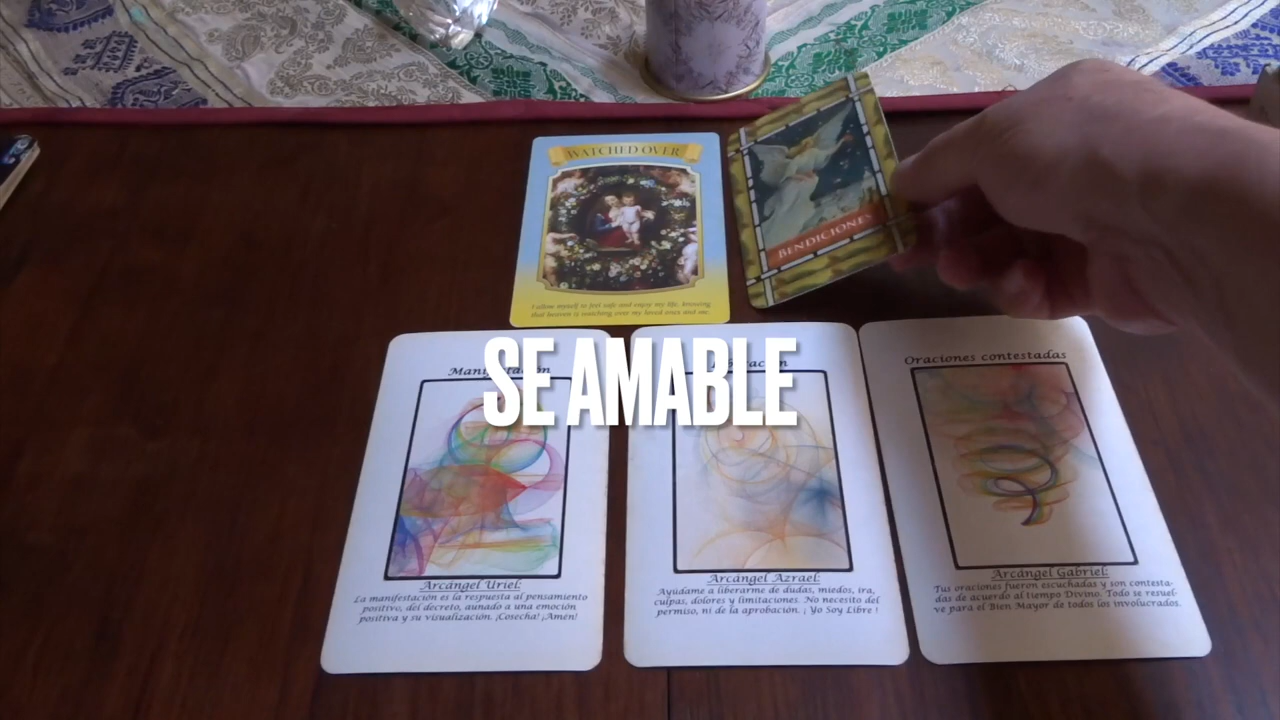 WATCHED OVER
I allow myself to feel safe and enjoy my life, knowing
that heaven is watching over my loved ones and me.
BENDICIONES
SE AMABLE
Manifestación
Arcángel Uriel:
La manifestación es la respuesta al pensamiento
positivo, del decreto, aunado a una emoción
positiva y su visualización. ¡Cosecha! ¡Amén!
Arcángel Azrael:
Ayúdame a liberarme de dudas, miedos, ira,
culpas, dolores y limitaciones. No necesito del
permiso, ni de la aprobación. ¡ Yo Soy Libre !
Oraciones contestadas
Arcángel Gabriel:
Tus oraciones fueron escuchadas y son contesta-
das de acuerdo al tiempo Divino. Todo se resuel-
ve para el Bien Mayor de todos los involucrados.